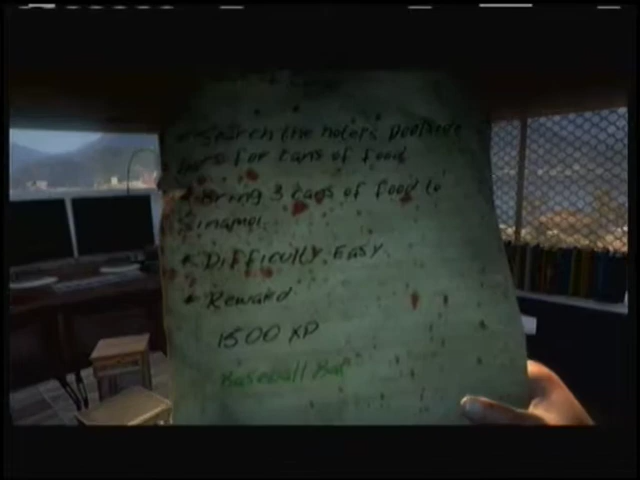 • Search the hotel's poolside
bars for cans of food
• Bring 3 cans of food to
Sinamoi.
• Difficulty: Easy
• Reward
1500 XP
Baseball Bat